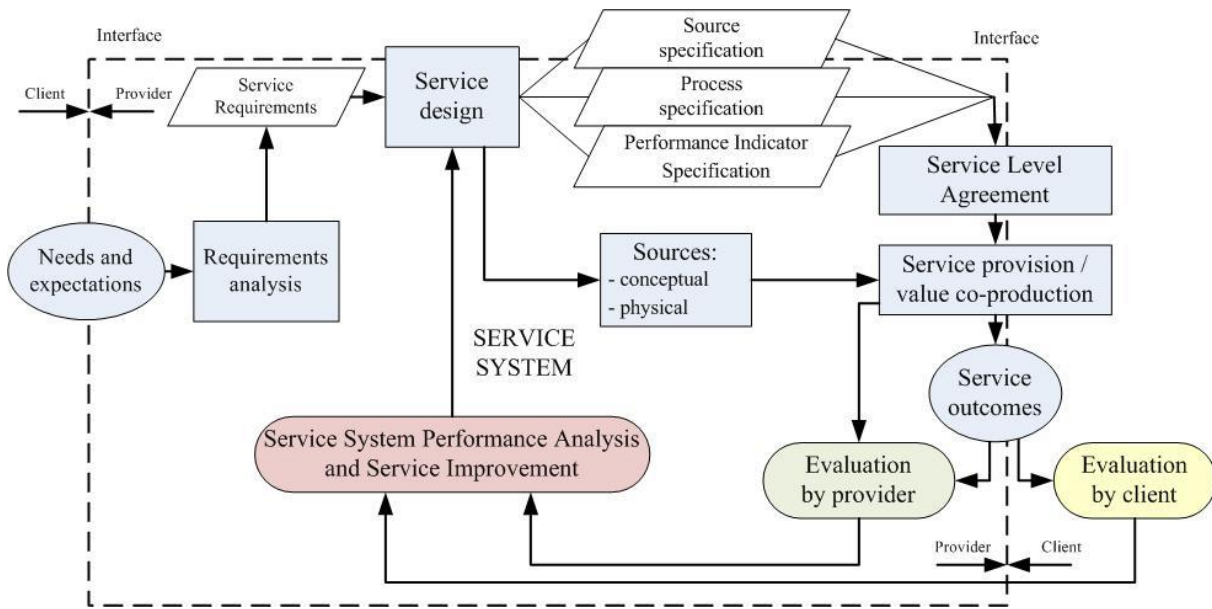 Interface
Interface
Client
Provider
Service
Requirements
Service
design
Source
specification
Process
specification
Performance Indicator
Specification
Service Level
Agreement
Needs and
expectations
Requirements
analysis
Sources:
- conceptual
- physical
Service provision /
value co-production
SERVICE
SYSTEM
Service
outcomes
Service System Performance Analysis
and Service Improvement
Evaluation
by provider
Evaluation
by client
Provider
Client